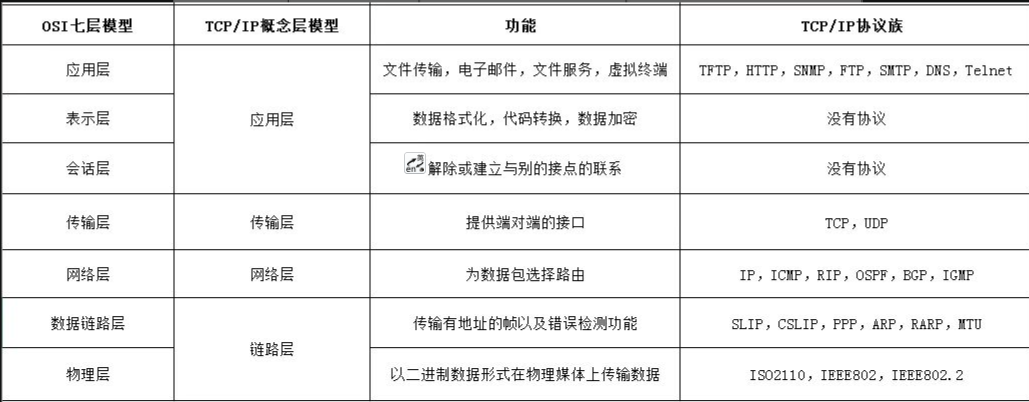 OSI七层模型 TCP/IP概念层模型 功能 TCP/IP协议族
应用层 文件传输，电子邮件，文件服务，虚拟终端 TFTP，HTTP，SNMP，FTP，SMTP，DNS，Telnet
表示层 应用层 数据格式化，代码转换，数据加密 没有协议
会话层 解除或建立与别的接点的联系 没有协议
传输层 传输层 提供端对端的接口 TCP，UDP
网络层 网络层 为数据包选择路由 IP，ICMP，RIP，OSPF，BGP，IGMP
数据链路层 传输有地址的帧以及错误检测功能 SLIP，CSLIP，PPP，ARP，RARP，MTU
链路层
物理层 以二进制数据形式在物理媒体上传输数据 ISO2110，IEEE802，IEEE802.2